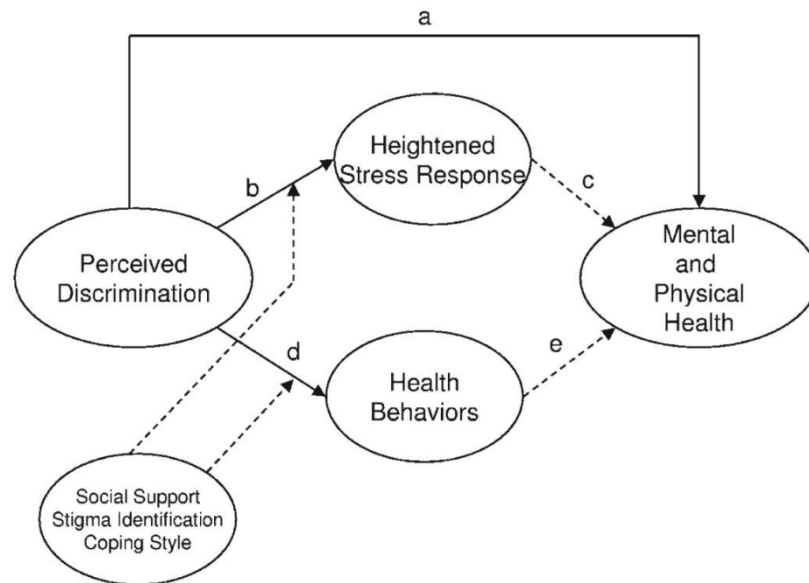 a
Heightened
Stress Response
b
c
Perceived
Discrimination
Mental
and
Physical
Health
d
e
Health
Behaviors
Social Support
Stigma Identification
Coping Style